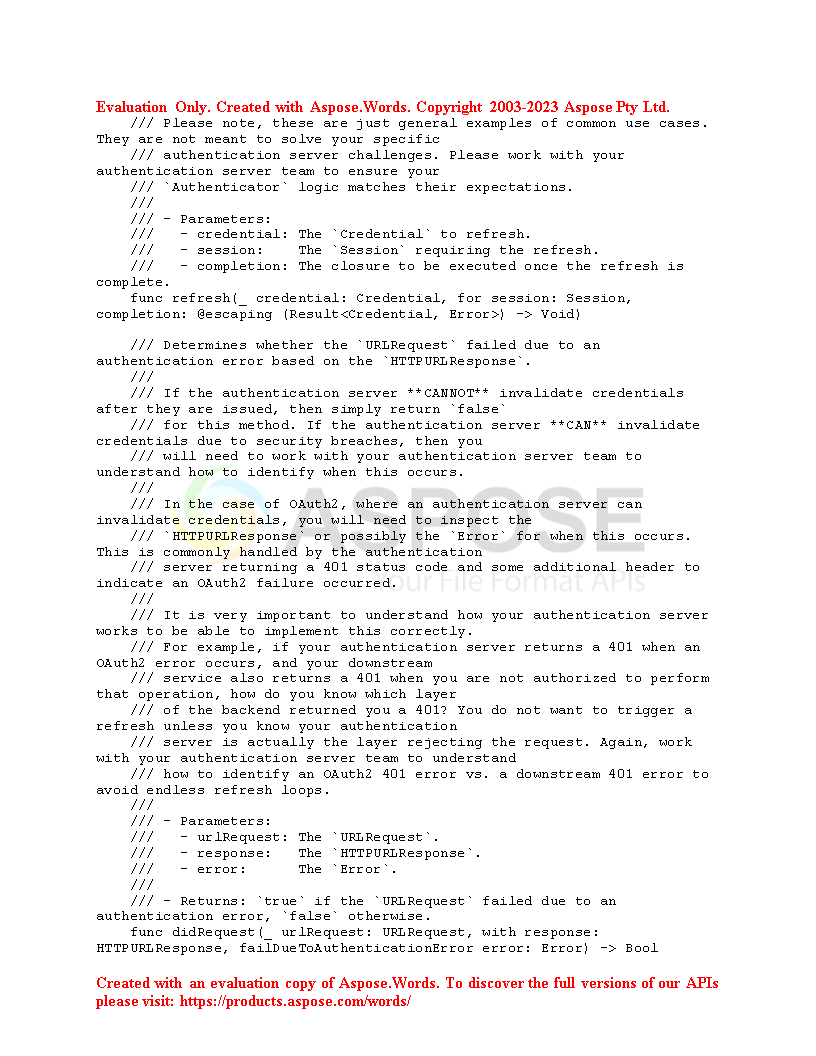 Evaluation Only. Created with Aspose.Words. Copyright 2003-2023 Aspose Pty Ltd.
    /// Please note, these are just general examples of common use cases.
They are not meant to solve your specific
    /// authentication server challenges. Please work with your
authentication server team to ensure your
    /// `Authenticator` logic matches their expectations.
    ///
    /// - Parameters:
    ///   - credential: The `Credential` to refresh.
    ///   - session:    The `Session` requiring the refresh.
    ///   - completion: The closure to be executed once the refresh is
complete.
    func refresh(_ credential: Credential, for session: Session,
completion: @escaping (Result<Credential, Error>) -> Void)

    /// Determines whether the `URLRequest` failed due to an
authentication error based on the `HTTPURLResponse`.
    ///
    /// If the authentication server **CANNOT** invalidate credentials
after they are issued, then simply return `false`
    /// for this method. If the authentication server **CAN** invalidate
credentials due to security breaches, then you
    /// will need to work with your authentication server team to
understand how to identify when this occurs.
    ///
    /// In the case of OAuth2, where an authentication server can
invalidate credentials, you will need to inspect the
    /// `HTTPURLResponse` or possibly the `Error` for when this occurs.
This is commonly handled by the authentication
    /// server returning a 401 status code and some additional header to
indicate an OAuth2 failure occurred.
    ///
    /// It is very important to understand how your authentication server
works to be able to implement this correctly.
    /// For example, if your authentication server returns a 401 when an
OAuth2 error occurs, and your downstream
    /// service also returns a 401 when you are not authorized to perform
that operation, how do you know which layer
    /// of the backend returned you a 401? You do not want to trigger a
refresh unless you know your authentication
    /// server is actually the layer rejecting the request. Again, work
with your authentication server team to understand
    /// how to identify an OAuth2 401 error vs. a downstream 401 error to
avoid endless refresh loops.
    ///
    /// - Parameters:
    ///   - urlRequest: The `URLRequest`.
    ///   - response:   The `HTTPURLResponse`.
    ///   - error:      The `Error`.
    ///
    /// - Returns: `true` if the `URLRequest` failed due to an
authentication error, `false` otherwise.
    func didRequest(_ urlRequest: URLRequest, with response:
HTTPURLResponse, failDueToAuthenticationError error: Error) -> Bool
ASPOSE
Your File Format APIs
Created with an evaluation copy of Aspose.Words. To discover the full versions of our APIs
please visit: https://products.aspose.com/words/